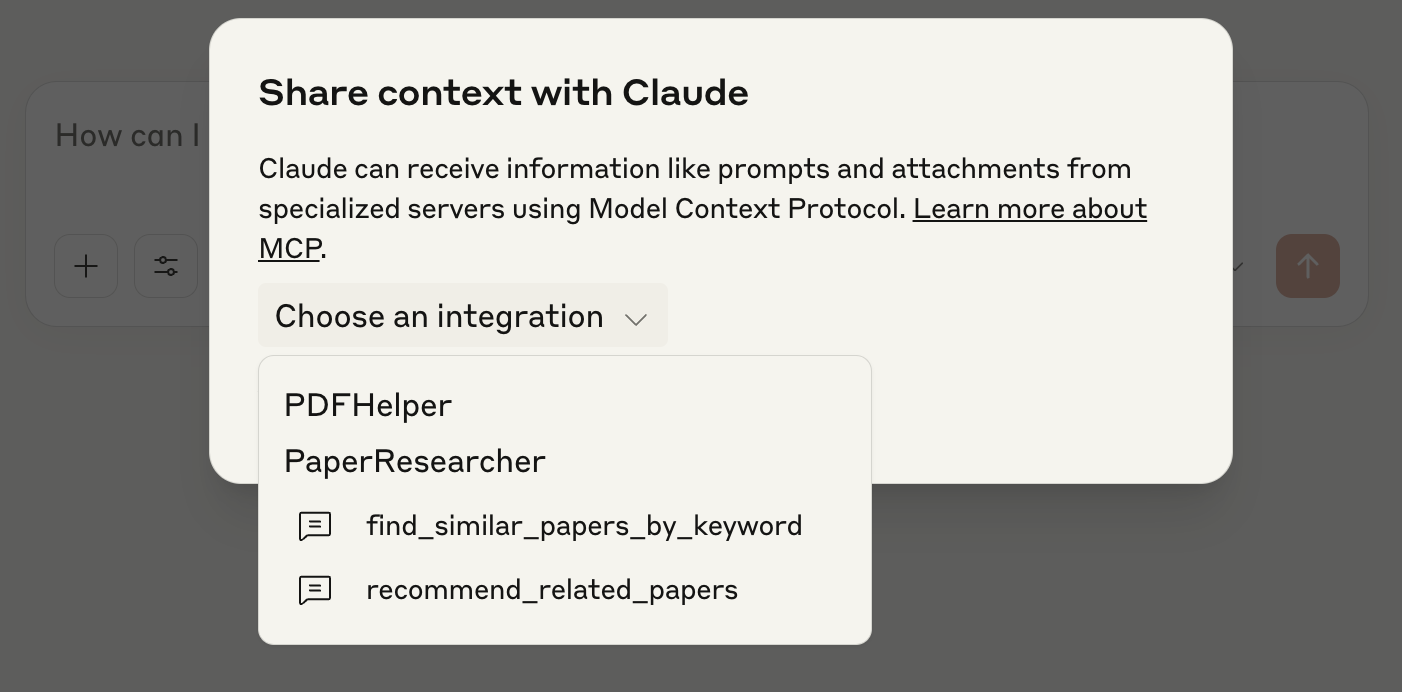 Share context with Claude
How can I
Claude can receive information like prompts and attachments from
specialized servers using Model Context Protocol. Learn more about
MCP.
Choose an integration
PDFHelper
PaperResearcher
find_similar_papers_by_keyword
recommend_related_papers